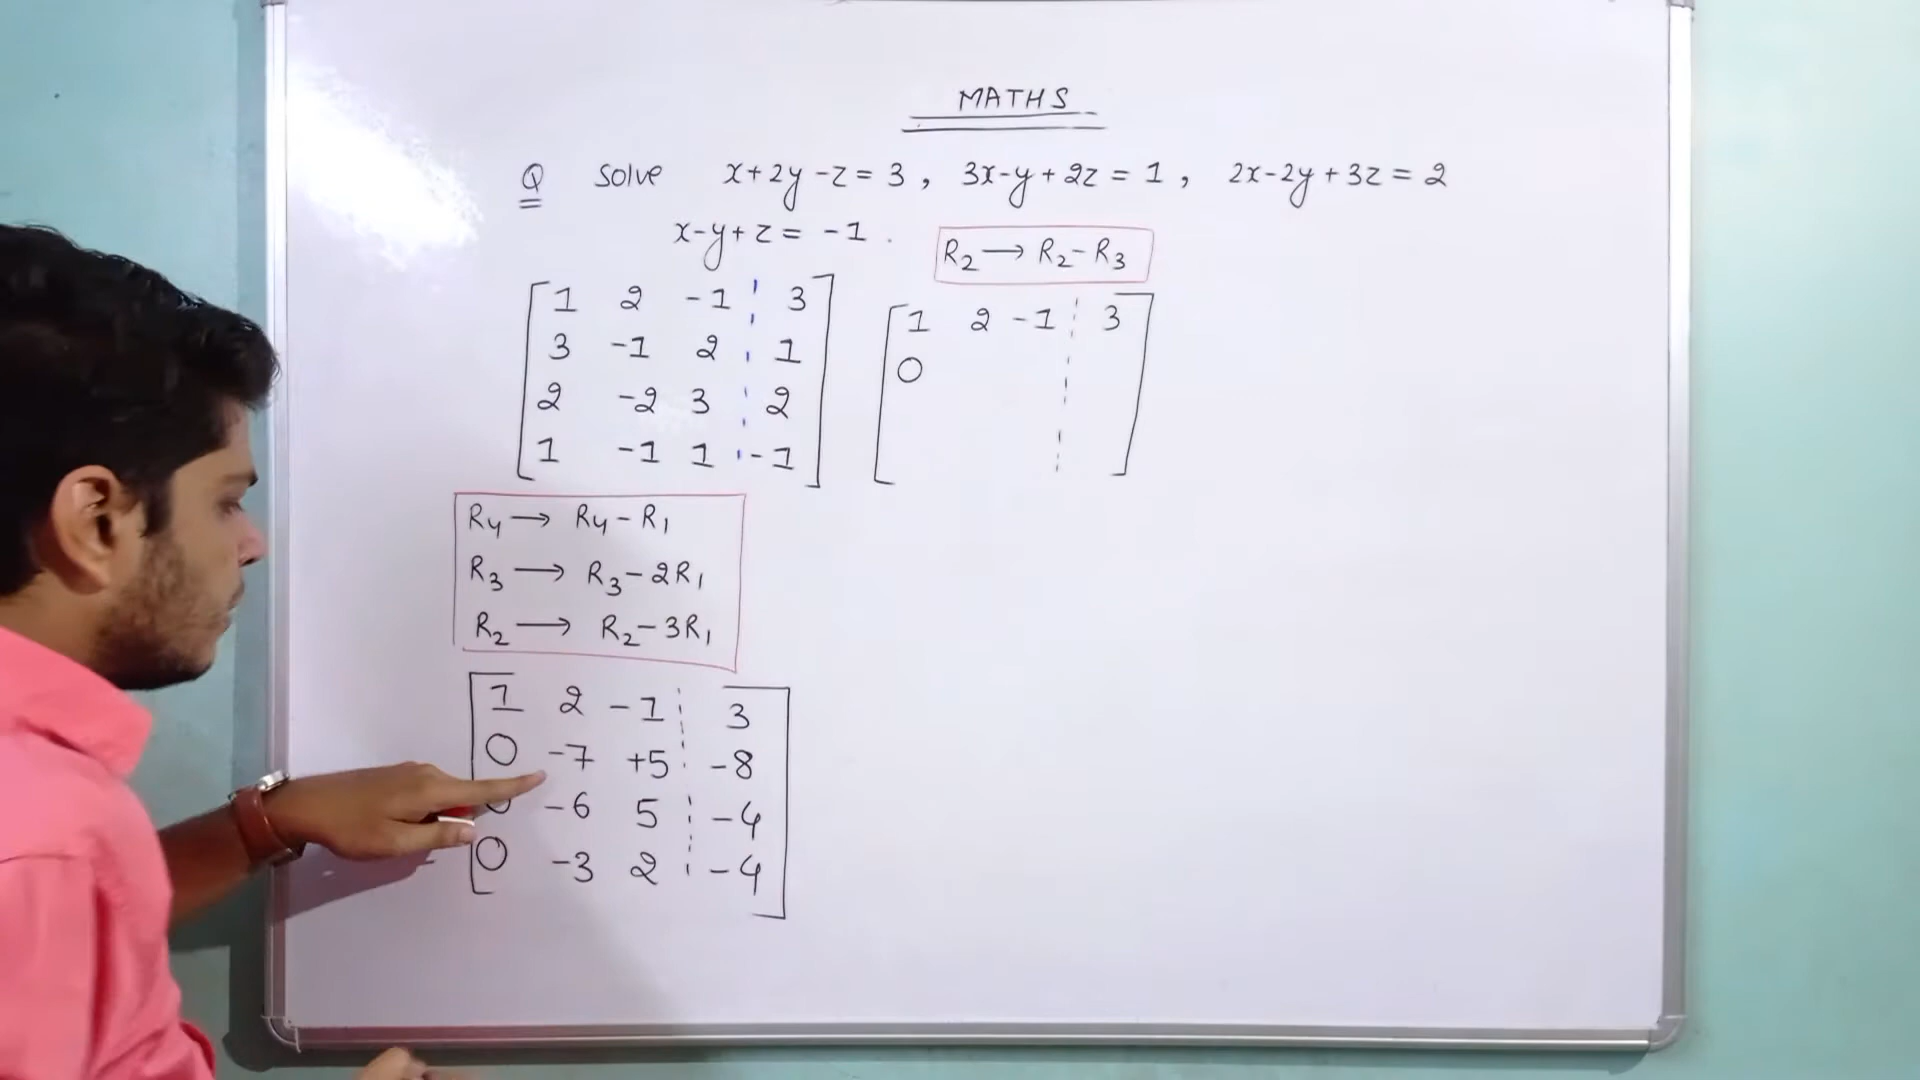 MATHS
Q Solve x+2y-z=3, 3x-y+2z=1, 2x-2y+3z=2
x-y+z=-1.
1 2 -1 3
3 -1 2 1
2 -2 3 2
1 -1 1 -1
R4 → R4-R1
R3 → R3-2R1
R2 → R2-3R1
1 2 -1 3
0 -7 +5 -8
0 -6 5 -4
0 -3 2 -4
R2 → R2-R3
1 2 -1 3
0